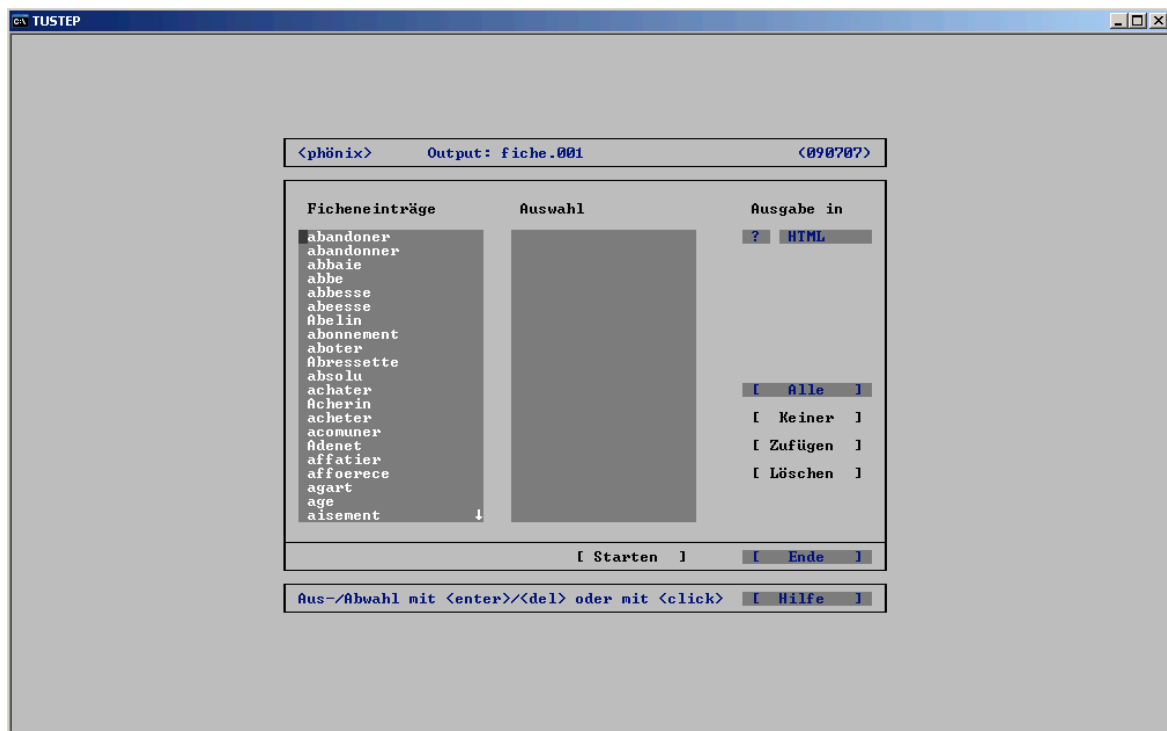 TUSTEP
<phönix> Output: fiche.001 (090707)
Ficheneinträge Auswahl Ausgabe in
abandoner ? HTML
abandonner
abbaie
abbe
abbesse
abeesse
Abelin
abonnement
aboter
Abressette
absolu
achater [ Alle ]
Acherin
acheter [ Keiner ]
acomuner
Adenet [ Zufügen ]
affatier
affoerece [ Löschen ]
agart
age
aisement ↓
[ Starten ] [ Ende ]
Aus-/Abwahl mit <enter>/<del> oder mit <click> [ Hilfe ]